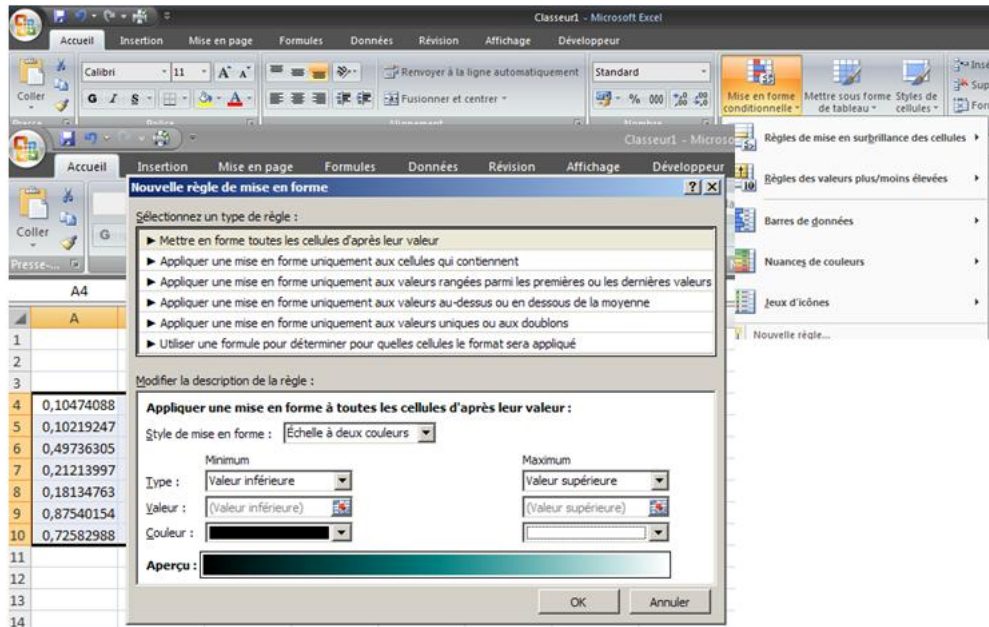 Classeur1 - Microsoft Excel
Accueil Insertion Mise en page Formules Données Révision Affichage Développeur
Coller
Calibri 11 A A
G I S A
Renvoyer à la ligne automatiquement
Fusionner et centrer
Standard
% 000
Mise en forme conditionnelle
Mettre sous forme de tableau
Styles de cellules
Presse
Police
Alignement
Nombre
Règles de mise en surbrillance des cellules
Règles des valeurs plus/moins élevées
Barres de données
Nuances de couleurs
Jeux d'icônes
Nouvelle règle...
Classeur1 - Micros
Accueil Insertion Mise en page Formules Données Révision Affichage Développeur
Coller
G
Presse-...
A4
A
1
2
3
4 0,10474088
5 0,10219247
6 0,49736305
7 0,21213997
8 0,18134763
9 0,87540154
10 0,72582988
11
12
13
14
Nouvelle règle de mise en forme
Sélectionnez un type de règle :
► Mettre en forme toutes les cellules d'après leur valeur
► Appliquer une mise en forme uniquement aux cellules qui contiennent
► Appliquer une mise en forme uniquement aux valeurs rangées parmi les premières ou les dernières valeurs
► Appliquer une mise en forme uniquement aux valeurs au-dessus ou en dessous de la moyenne
► Appliquer une mise en forme uniquement aux valeurs uniques ou aux doublons
► Utiliser une formule pour déterminer pour quelles cellules le format sera appliqué
Modifier la description de la règle :
Appliquer une mise en forme à toutes les cellules d'après leur valeur :
Style de mise en forme : Échelle à deux couleurs
Minimum Maximum
Type : Valeur inférieure Valeur supérieure
Valeur : (Valeur inférieure) (Valeur supérieure)
Couleur :
Aperçu :
OK Annuler